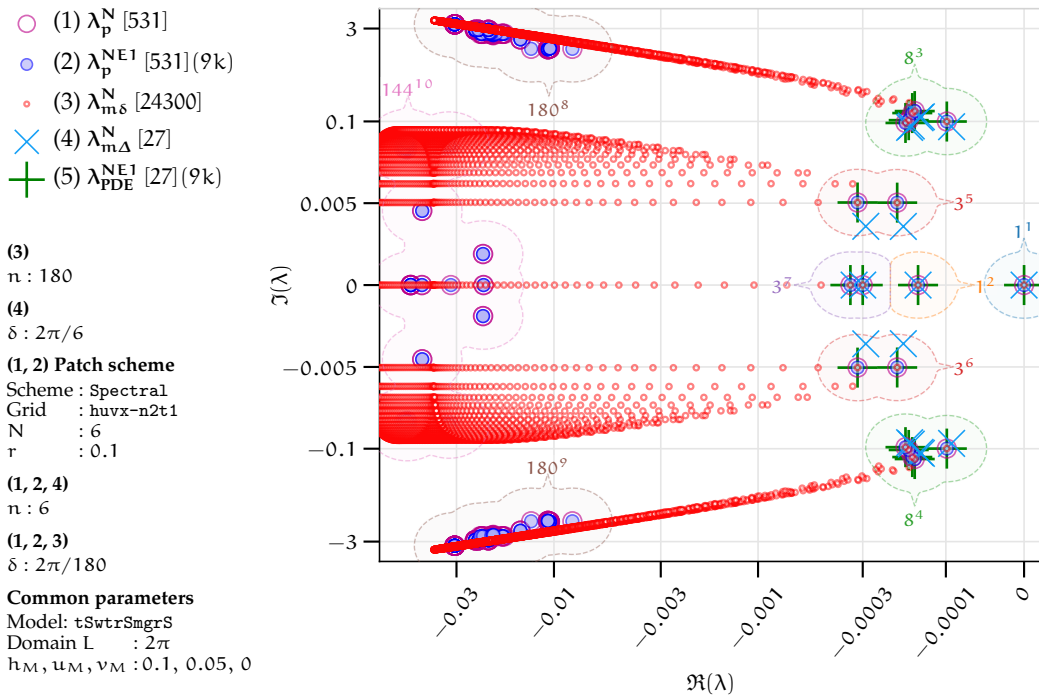 (1) λ_p^N [531]
(2) λ_p^NE1 [531](9k)
(3) λ_mδ^N [24300]
(4) λ_mΔ^N [27]
(5) λ_PDE^NE1 [27](9k)
(3)
n : 180
(4)
δ : 2π/6
(1, 2) Patch scheme
Scheme : Spectral
Grid : huvx-n2t1
N : 6
r : 0.1
(1, 2, 4)
n : 6
(1, 2, 3)
δ : 2π/180
Common parameters
Model: tSwtrSmgrS
Domain L : 2π
h_M, u_M, v_M : 0.1, 0.05, 0
ℑ(λ)
3
0.1
0.005
0
−0.005
−0.1
−3
144^10
180^8
8^3
3^5
1^1
3^7
1^2
3^6
180^9
8^4
−0.03
−0.01
−0.003
−0.001
−0.0003
−0.0001
0
ℜ(λ)